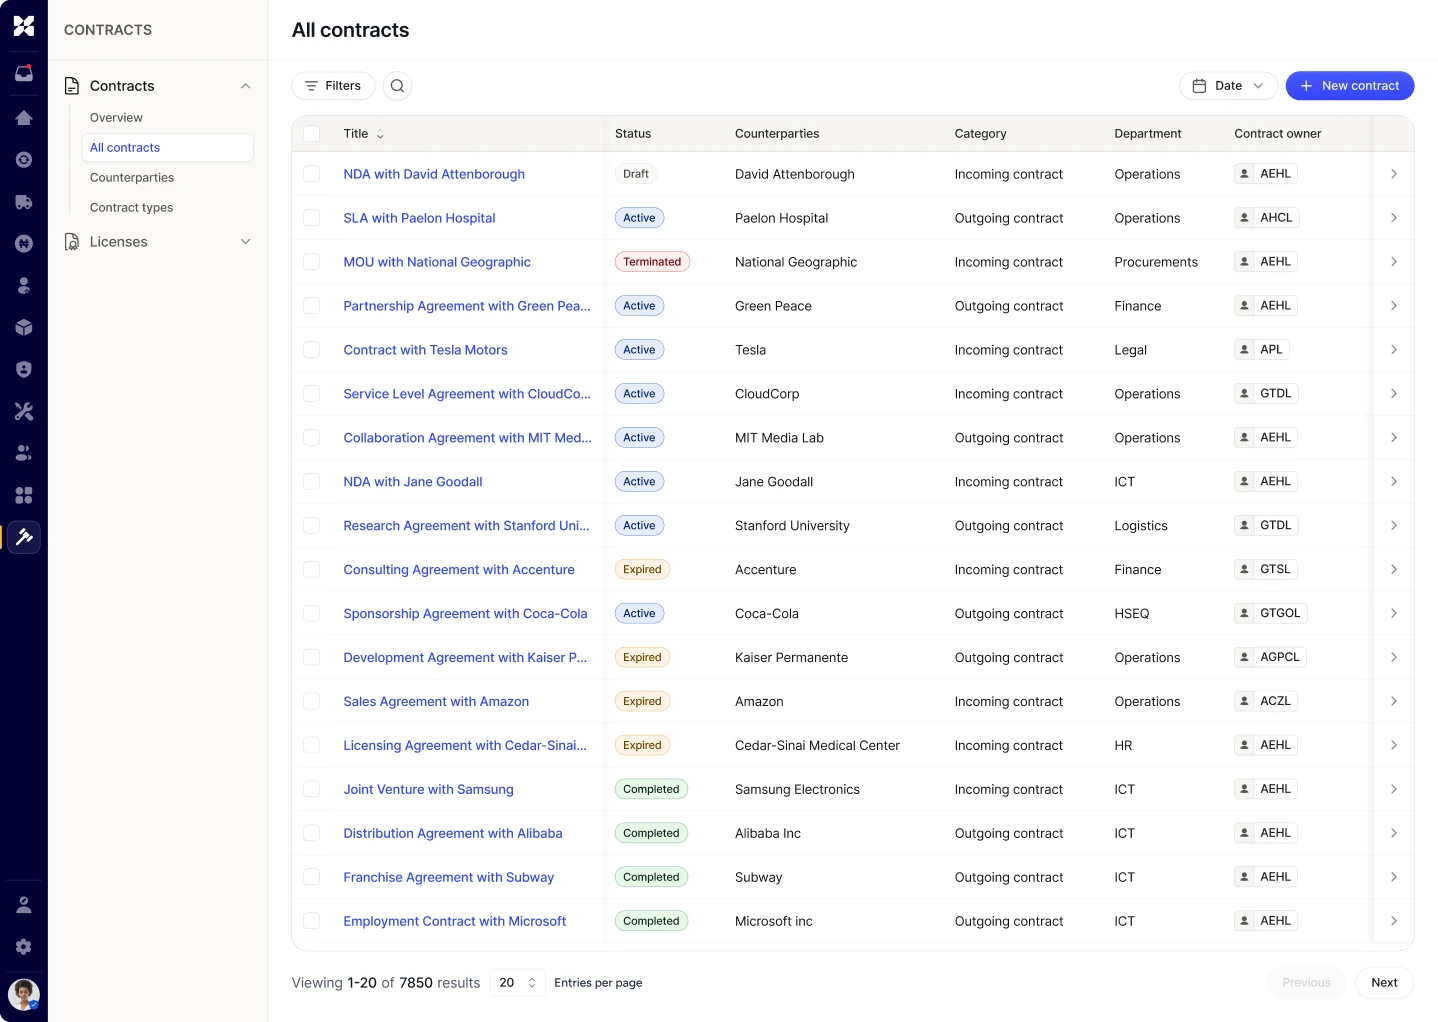 CONTRACTS
Contracts
Overview
All contracts
Counterparties
Contract types
Licenses
All contracts
Filters
Date
New contract
Title Status Counterparties Category Department Contract owner
NDA with David Attenborough Draft David Attenborough Incoming contract Operations AEHL
SLA with Paelon Hospital Active Paelon Hospital Outgoing contract Operations AHCL
MOU with National Geographic Terminated National Geographic Incoming contract Procurements AEHL
Partnership Agreement with Green Pea... Active Green Peace Outgoing contract Finance AEHL
Contract with Tesla Motors Active Tesla Incoming contract Legal APL
Service Level Agreement with CloudCo... Active CloudCorp Incoming contract Operations GTDL
Collaboration Agreement with MIT Med... Active MIT Media Lab Outgoing contract Operations AEHL
NDA with Jane Goodall Active Jane Goodall Incoming contract ICT AEHL
Research Agreement with Stanford Uni... Active Stanford University Outgoing contract Logistics GTDL
Consulting Agreement with Accenture Expired Accenture Incoming contract Finance GTSL
Sponsorship Agreement with Coca-Cola Active Coca-Cola Outgoing contract HSEQ GTGOL
Development Agreement with Kaiser P... Expired Kaiser Permanente Outgoing contract Operations AGPCL
Sales Agreement with Amazon Expired Amazon Incoming contract Operations ACZL
Licensing Agreement with Cedar-Sinai... Expired Cedar-Sinai Medical Center Incoming contract HR AEHL
Joint Venture with Samsung Completed Samsung Electronics Incoming contract ICT AEHL
Distribution Agreement with Alibaba Completed Alibaba Inc Outgoing contract ICT AEHL
Franchise Agreement with Subway Completed Subway Outgoing contract ICT AEHL
Employment Contract with Microsoft Completed Microsoft inc Outgoing contract ICT AEHL
Viewing 1-20 of 7850 results 20 Entries per page Previous Next